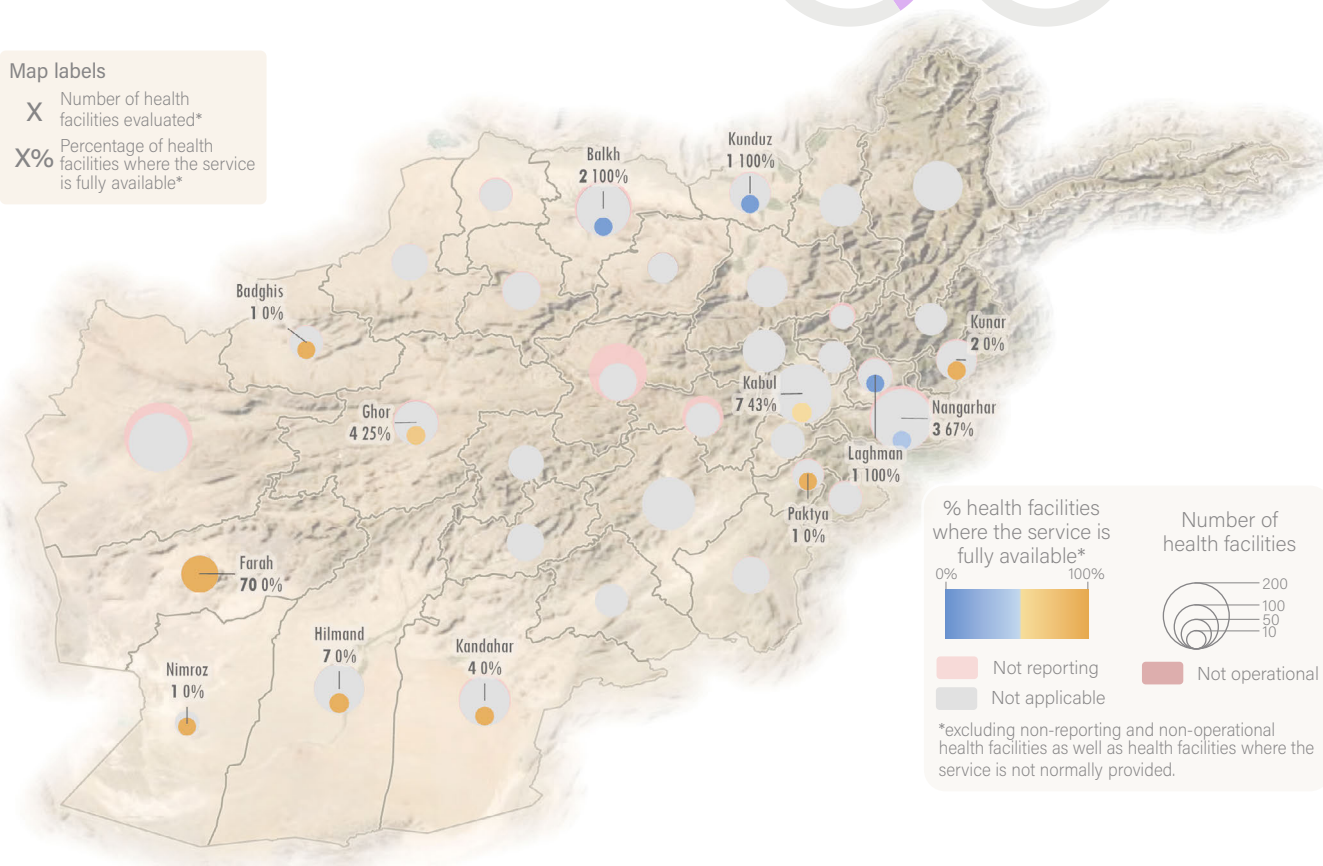 Map labels
X Number of health
facilities evaluated*
X% Percentage of health
facilities where the service
is fully available*
Kunduz
1 100%
Balkh
2 100%
Badghis
1 0%
Kunar
2 0%
Kabul
7 43%
Ghor
4 25%
Nangarhar
3 67%
Laghman
1 100%
Paktya
1 0%
Farah
70 0%
Hilmand
7 0%
Kandahar
4 0%
Nimroz
1 0%
% health facilities
where the service is
fully available*
0% 100%
Number of
health facilities
200
100
50
10
Not reporting
Not operational
Not applicable
*excluding non-reporting and non-operational
health facilities as well as health facilities where the
service is not normally provided.